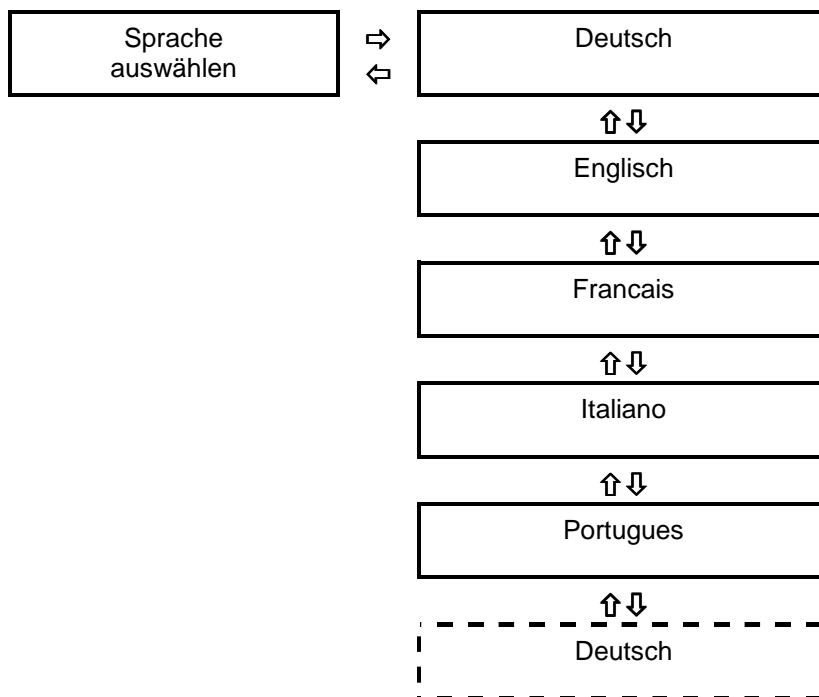 Sprache
auswählen
Deutsch
Englisch
Francais
Italiano
Portugues
Deutsch